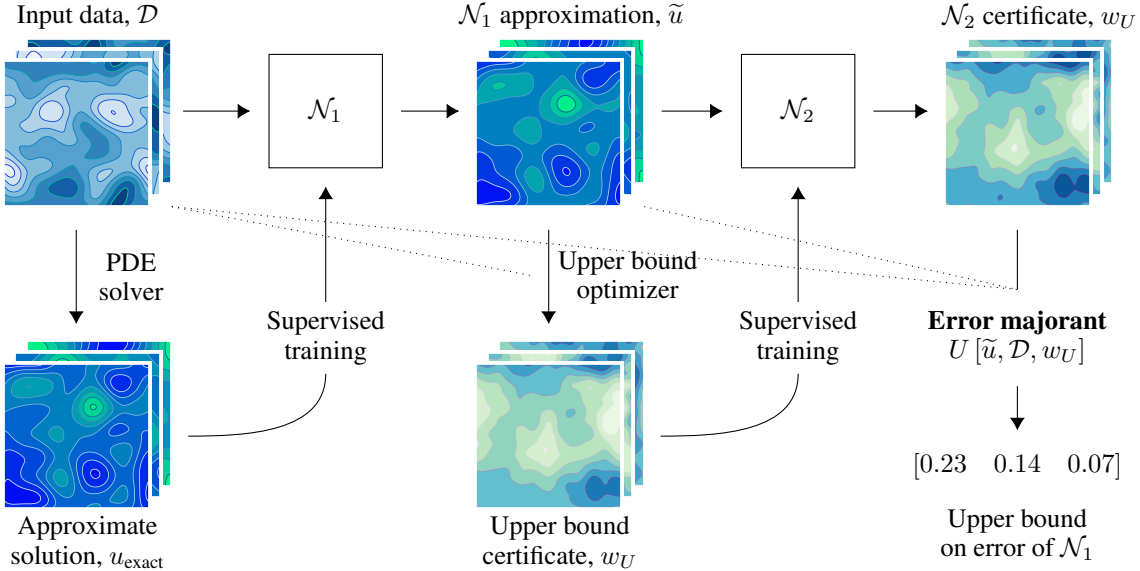 Input data, 𝒟
𝒩₁ approximation, ũ
𝒩₂ certificate, w_U
𝒩₁
𝒩₂
PDE
solver
Upper bound
optimizer
Supervised
training
Supervised
training
Error majorant
U [ũ, 𝒟, w_U]
[0.23 0.14 0.07]
Approximate
solution, u_exact
Upper bound
certificate, w_U
Upper bound
on error of 𝒩₁